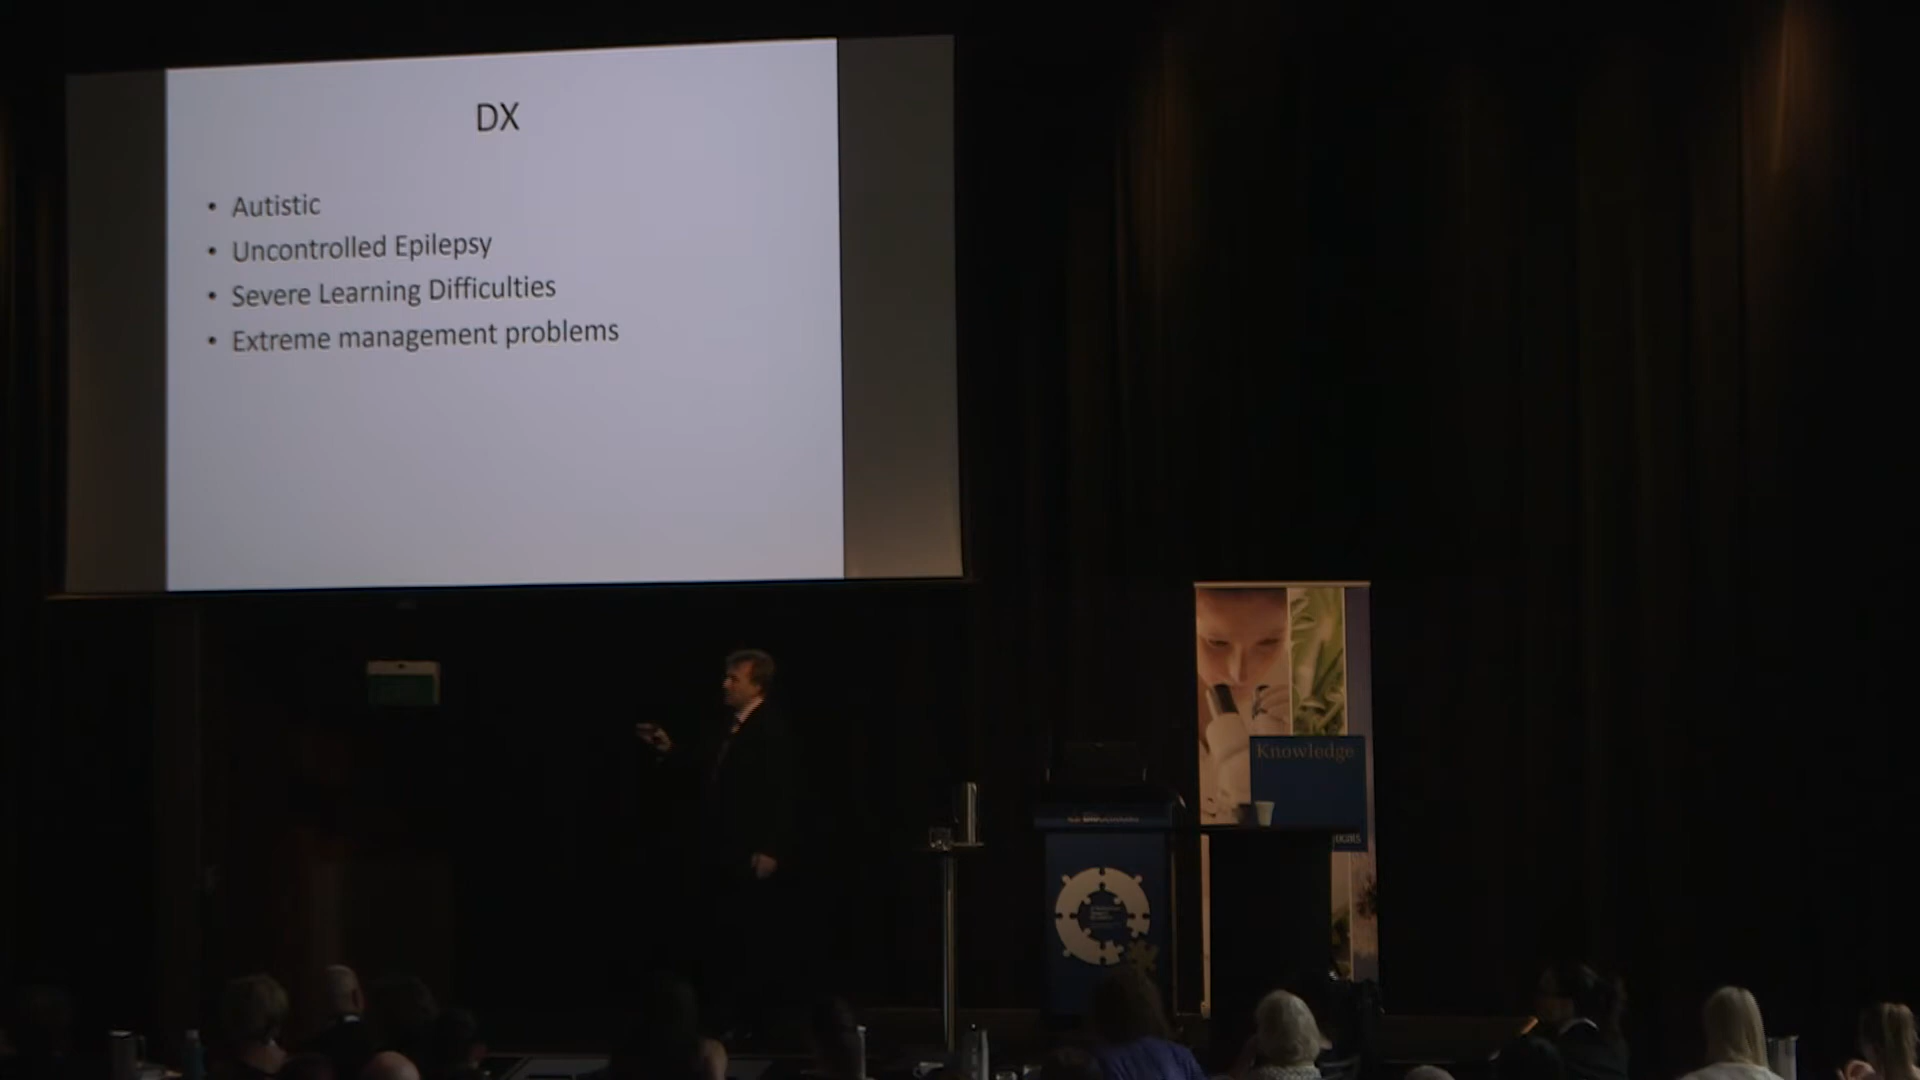 DX
• Autistic
• Uncontrolled Epilepsy
• Severe Learning Difficulties
• Extreme management problems
Knowledge